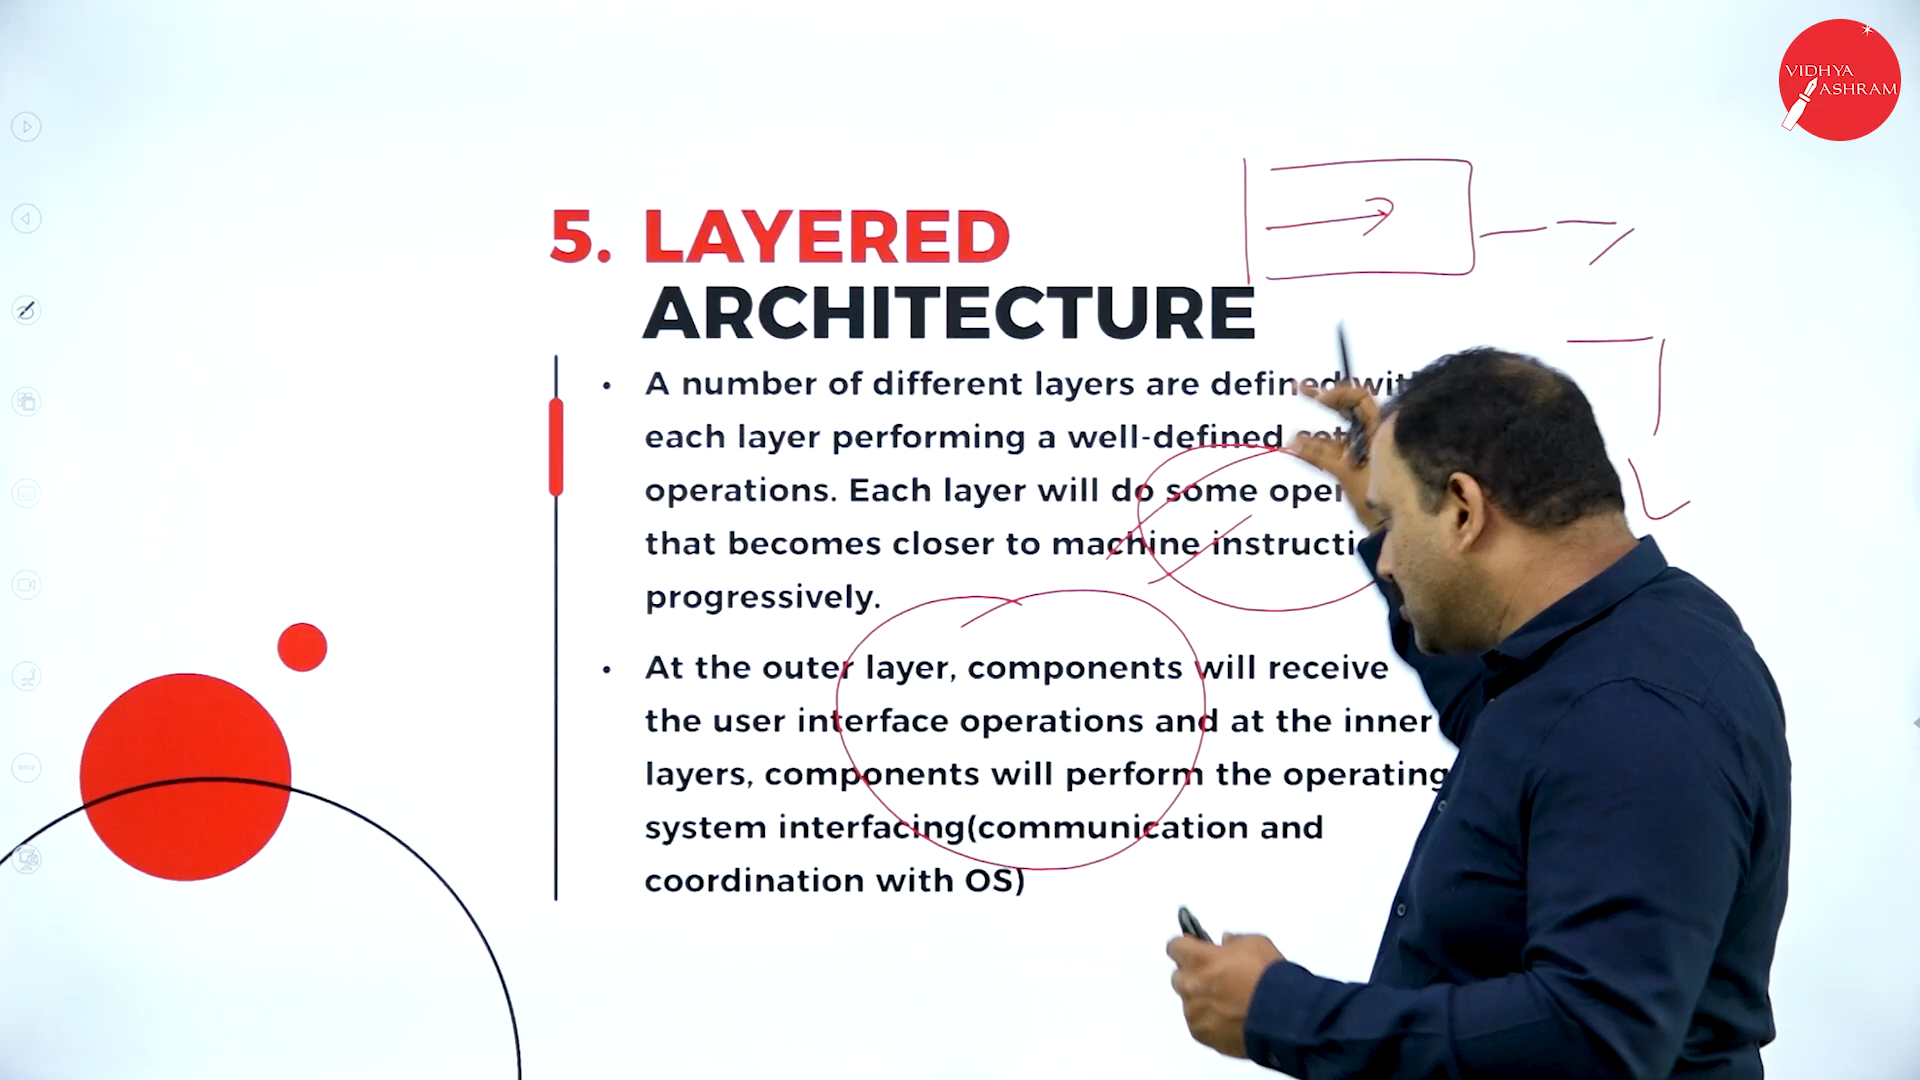 VIDHYA
ASHRAM
5. LAYERED
ARCHITECTURE
• A number of different layers are defined with
each layer performing a well-defined set
operations. Each layer will do some oper
that becomes closer to machine instructi
progressively.
• At the outer layer, components will receive
the user interface operations and at the inner
layers, components will perform the operating
system interfacing(communication and
coordination with OS)